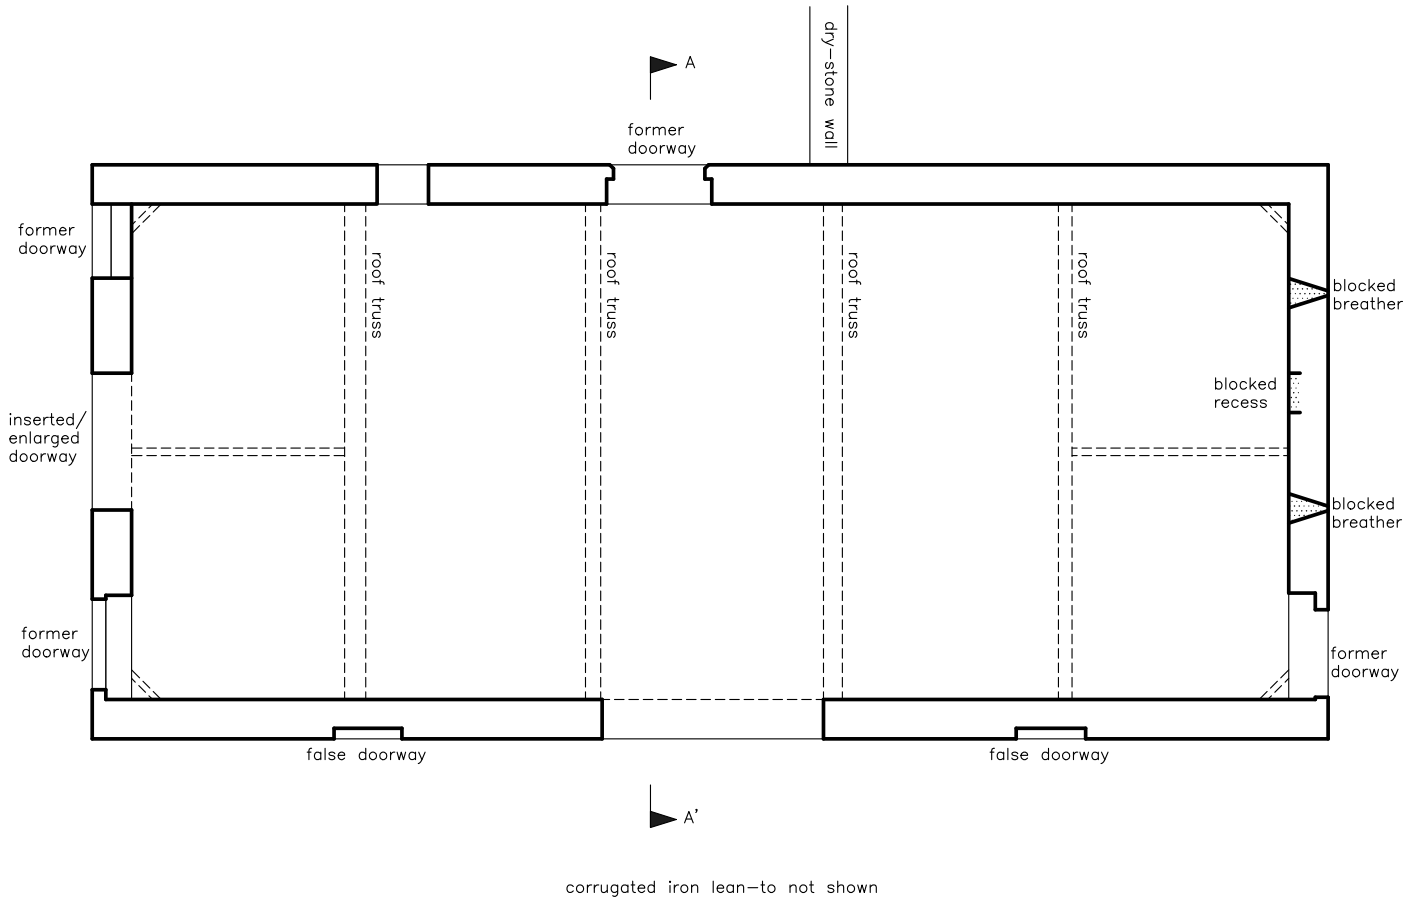 dry-stone wall
A
former
doorway
former
doorway
roof truss
roof truss
roof truss
roof truss
blocked
breather
blocked
recess
inserted/
enlarged
doorway
blocked
breather
former
doorway
former
doorway
false doorway
false doorway
A'
corrugated iron lean-to not shown